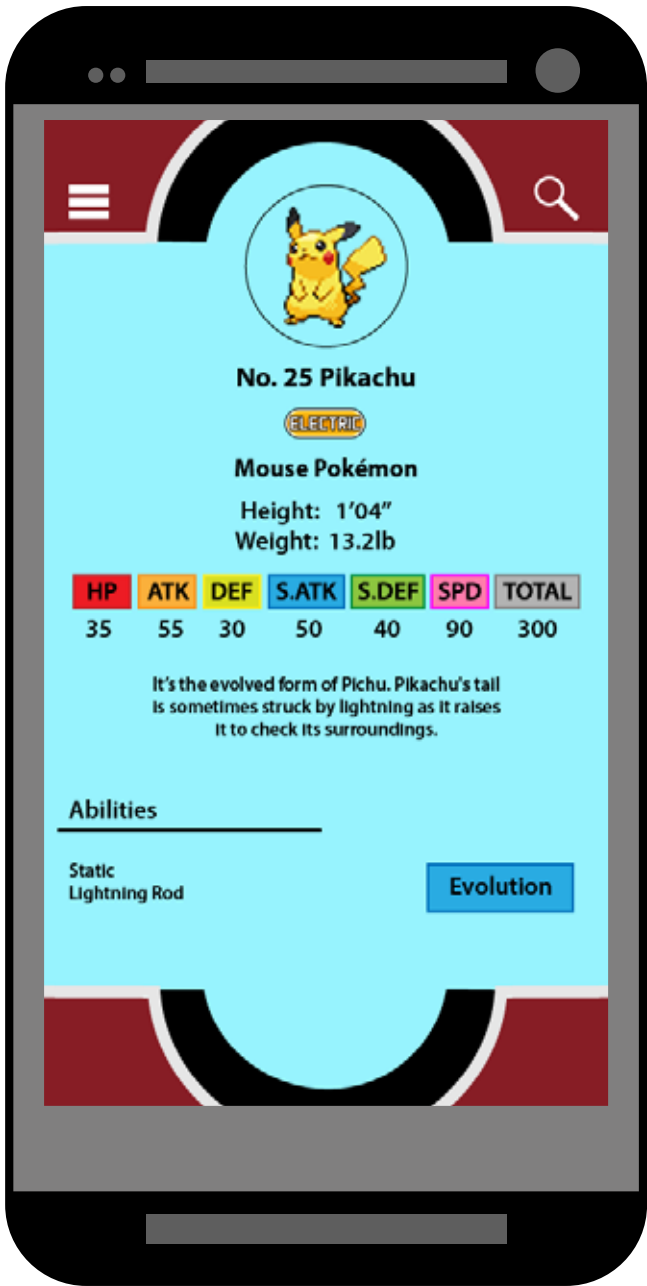 No. 25 Pikachu
ELECTRIC
Mouse Pokémon
Height: 1’04”
Weight: 13.2lb
HP ATK DEF S.ATK S.DEF SPD TOTAL
35 55 30 50 40 90 300
It’s the evolved form of Pichu. Pikachu's tail
is sometimes struck by lightning as it raises
it to check its surroundings.
Abilities
Static
Lightning Rod
Evolution